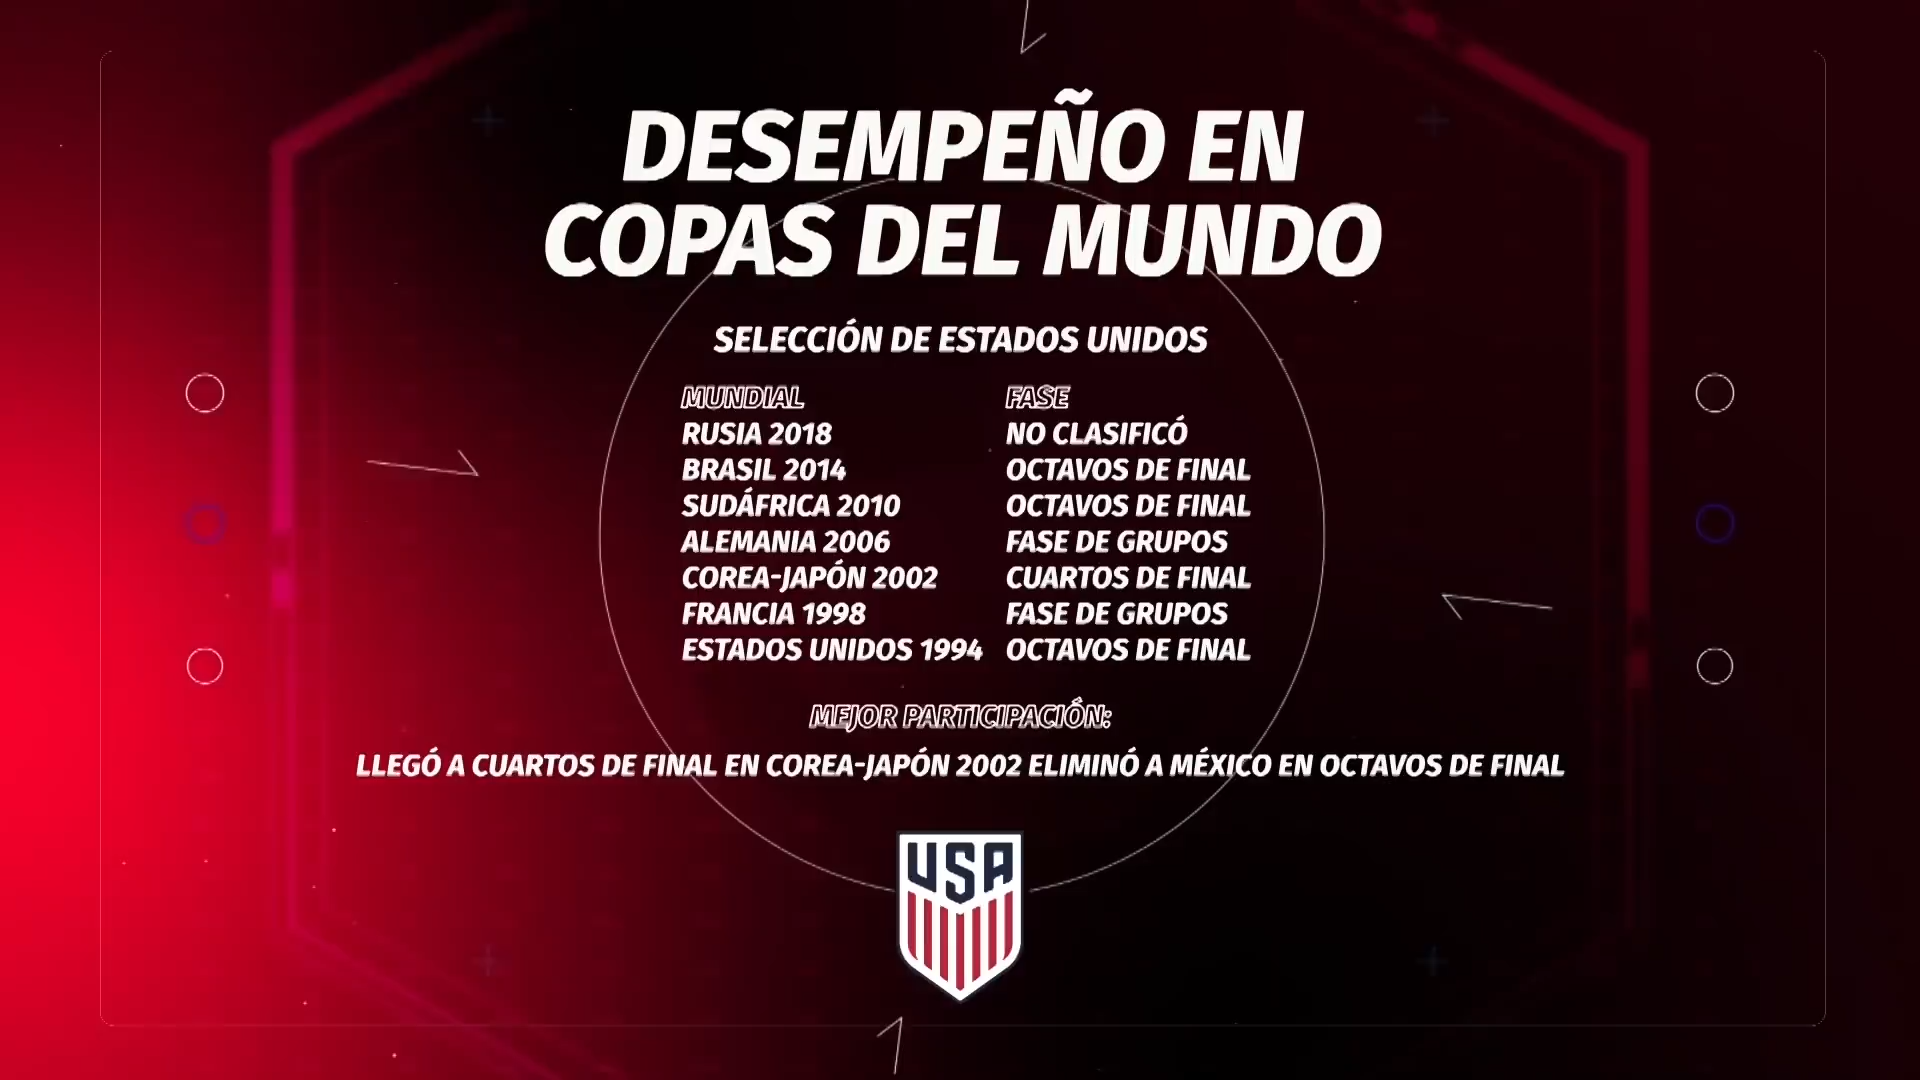 DESEMPEÑO EN
COPAS DEL MUNDO
SELECCIÓN DE ESTADOS UNIDOS
MUNDIAL FASE
RUSIA 2018 NO CLASIFICÓ
BRASIL 2014 OCTAVOS DE FINAL
SUDÁFRICA 2010 OCTAVOS DE FINAL
ALEMANIA 2006 FASE DE GRUPOS
COREA-JAPÓN 2002 CUARTOS DE FINAL
FRANCIA 1998 FASE DE GRUPOS
ESTADOS UNIDOS 1994 OCTAVOS DE FINAL
MEJOR PARTICIPACIÓN:
LLEGÓ A CUARTOS DE FINAL EN COREA-JAPÓN 2002 ELIMINÓ A MÉXICO EN OCTAVOS DE FINAL
USA